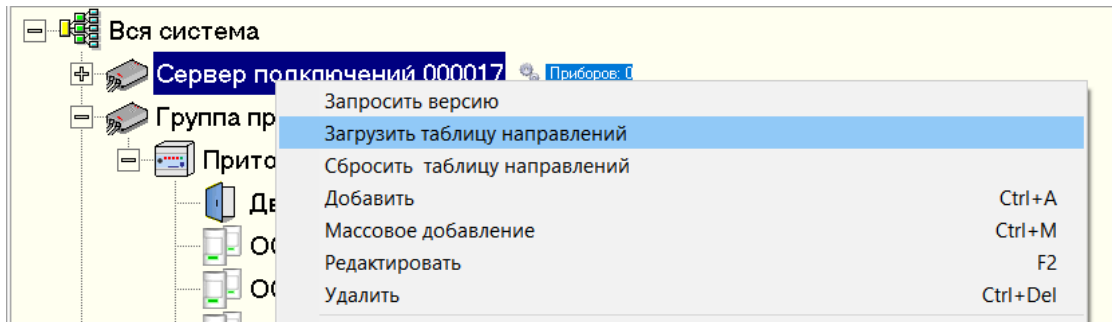 Вся система
Сервер подключений 000017 Приборов: 0
Запросить версию
Группа пр
Загрузить таблицу направлений
Прито
Сбросить таблицу направлений
Добавить Ctrl+A
Массовое добавление Ctrl+M
Редактировать F2
Удалить Ctrl+Del